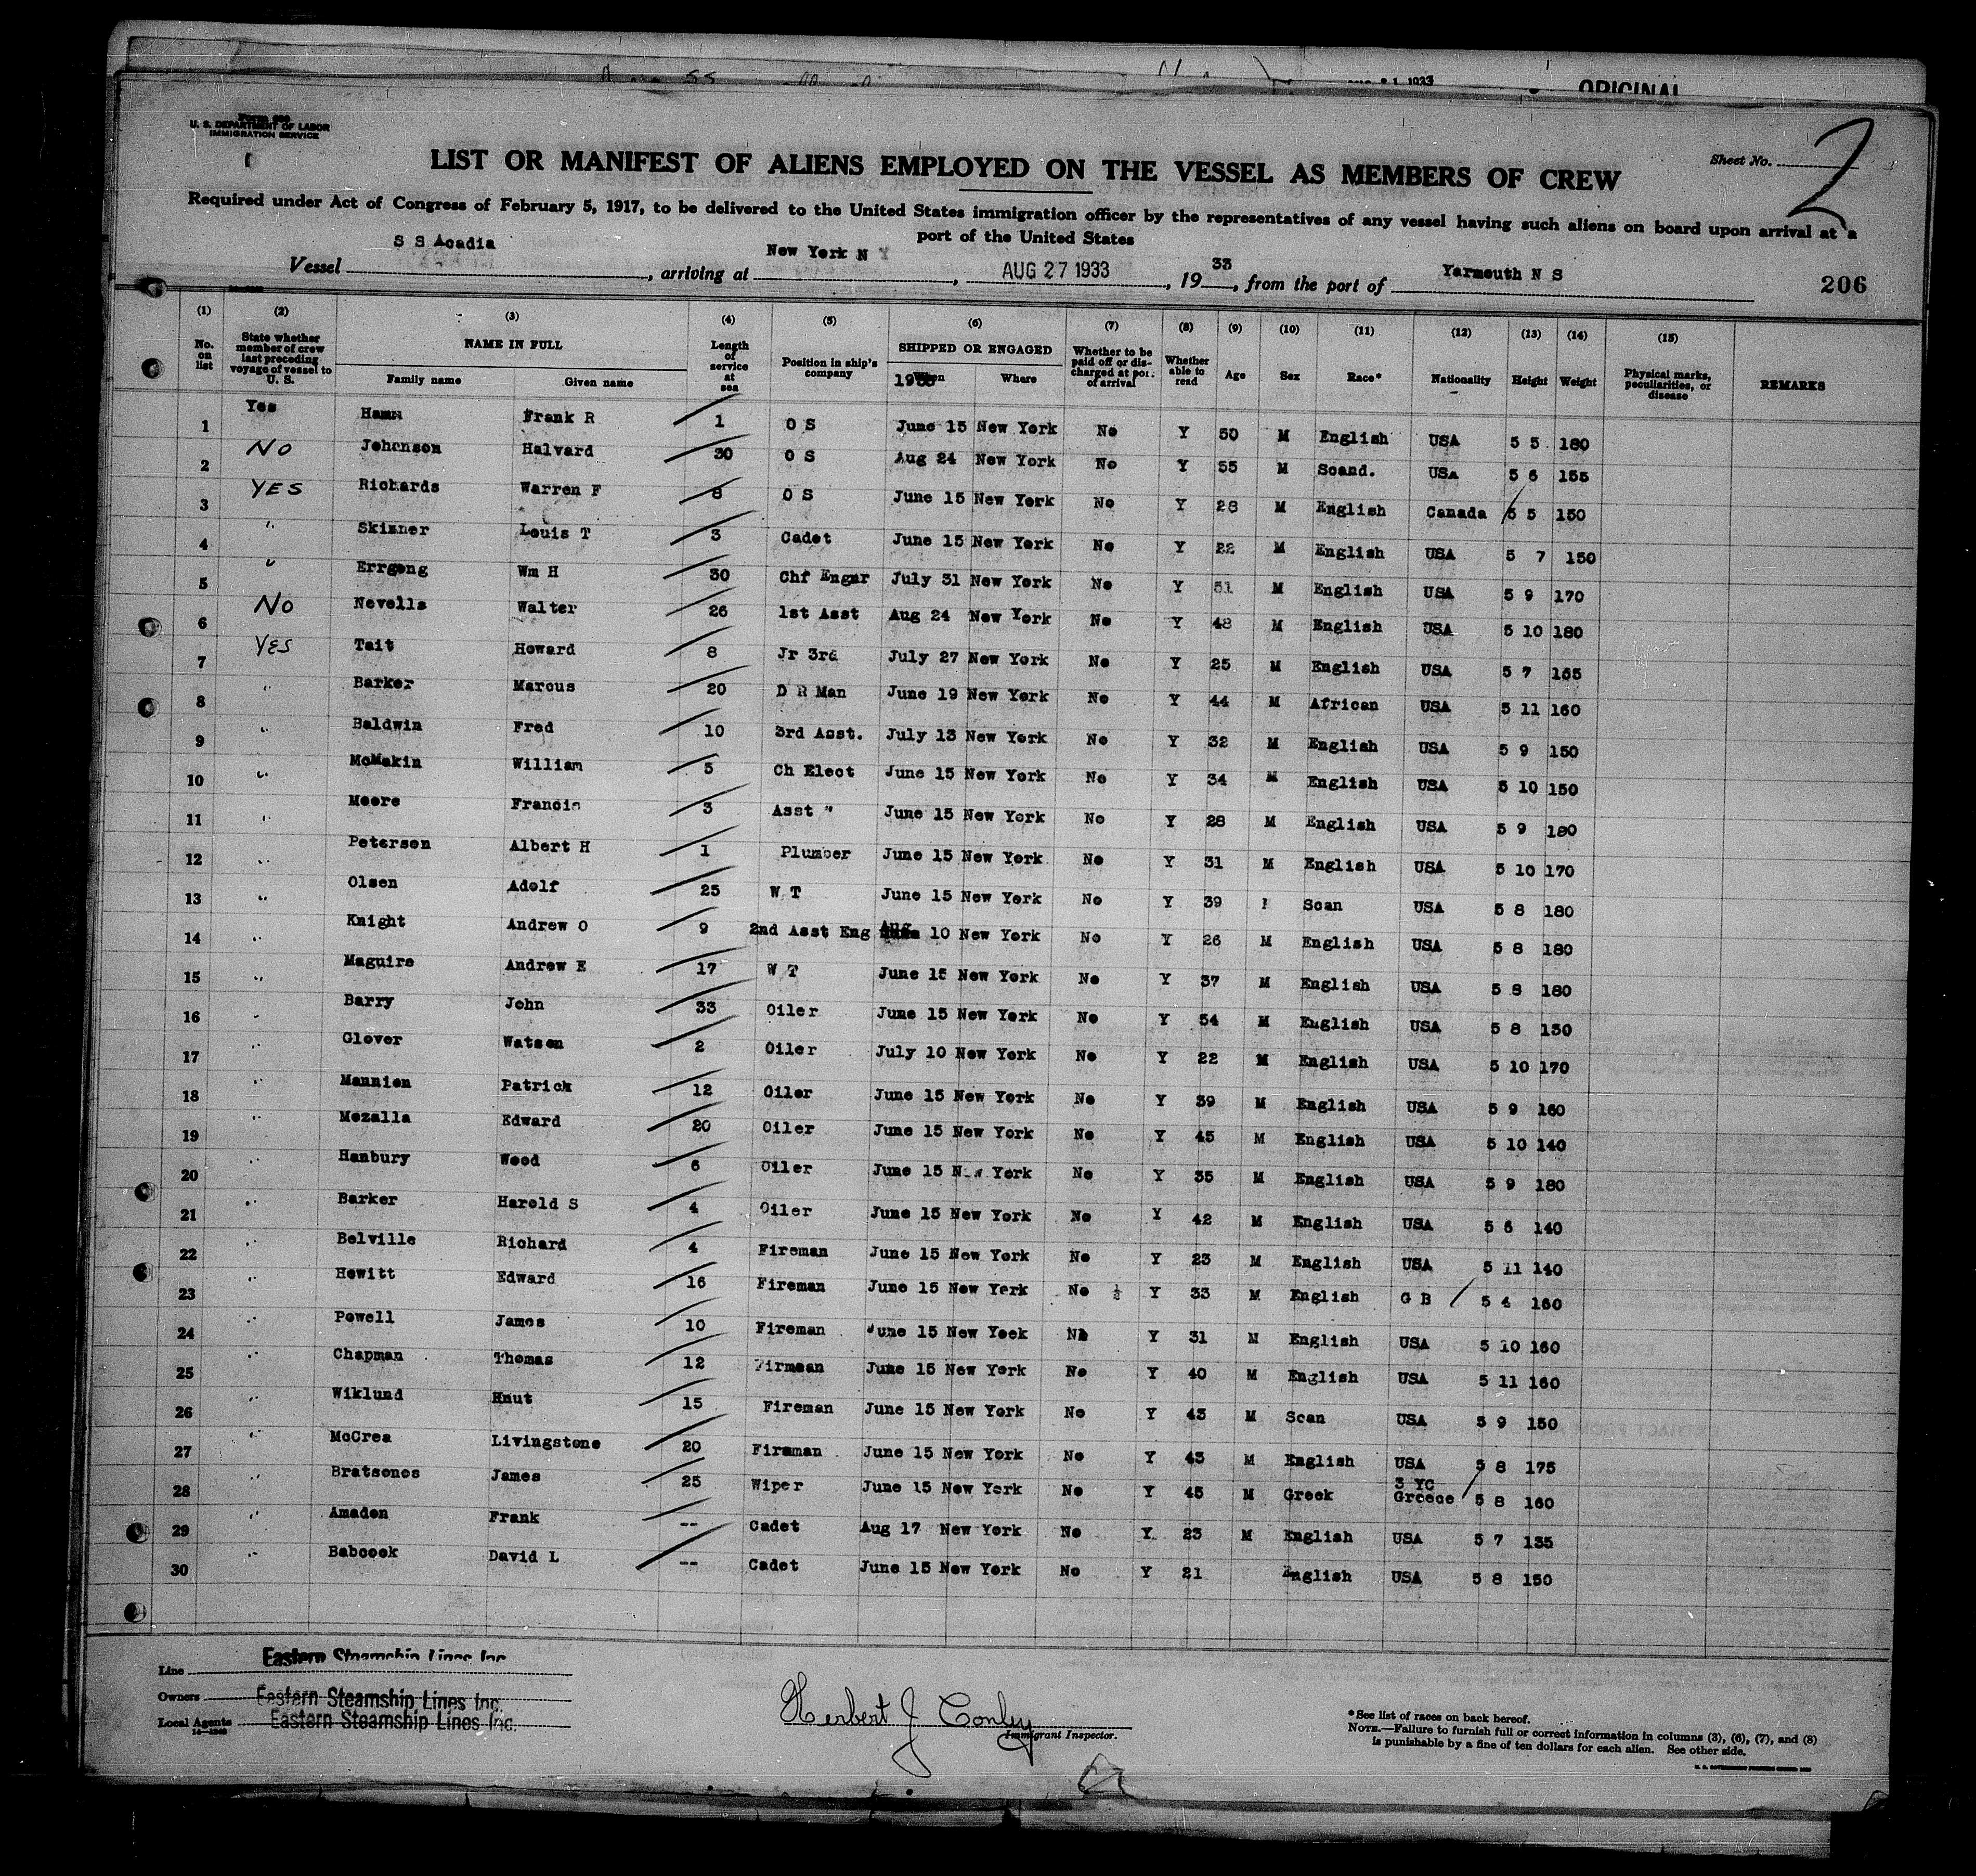 ORIGINAL
U. S. DEPARTMENT OF LABOR
IMMIGRATION SERVICE
Sheet No. 2
LIST OR MANIFEST OF ALIENS EMPLOYED ON THE VESSEL AS MEMBERS OF CREW
Required under Act of Congress of February 5, 1917, to be delivered to the United States immigration officer by the representatives of any vessel having such aliens on board upon arrival at a
port of the United States
Vessel S S Acadia, arriving at New York N Y, AUG 27 1933, 1933, from the port of Yarmouth N S
206
(1) (2) (3) (4) (5) (6) (7) (8) (9) (10) (11) (12) (13) (14) (15)
No. on list State whether member of crew last preceding voyage of vessel to U. S. NAME IN FULL Family name Given name Length of service at sea Position in ship's company SHIPPED OR ENGAGED When Where Whether to be paid off or discharged at port of arrival Whether able to read Age Sex Race* Nationality Height Weight Physical marks, peculiarities, or disease REMARKS
1 Yes Hamn Frank R 1 O S June 15 New York No Y 50 M English USA 5 5 180
2 NO Johonson Halvard 30 O S Aug 24 New York No Y 55 M Scand. USA 5 6 155
3 YES Richards Warren F 8 O S June 15 New York No Y 28 M English Canada 5 5 150
4 " Skinner Louis T 3 Cadet June 15 New York No Y 22 M English USA 5 7 150
5 " Errgong Wm H 30 Chf Engnr July 31 New York No Y 51 M English USA 5 9 170
6 NO Nevells Walter 26 1st Asst Aug 24 New York No Y 48 M English USA 5 10 180
7 YES Tait Howard 8 Jr 3rd July 27 New York No Y 25 M English USA 5 7 155
8 " Barker Marcus 20 D R Man June 19 New York No Y 44 M African USA 5 11 160
9 " Baldwin Fred 10 3rd Asst. July 13 New York No Y 32 M English USA 5 9 150
10 " McMakin William 5 Ch Elect June 15 New York No Y 34 M English USA 5 10 150
11 " Moore Francis 3 Asst " June 15 New York No Y 28 M English USA 5 9 180
12 " Petersen Albert H 1 Plumber June 15 New York No Y 31 M English USA 5 10 170
13 " Olsen Adolf 25 W T June 15 New York No Y 39 Scan USA 5 8 180
14 " Knight Andrew O 9 2nd Asst Eng Aug 10 New York No Y 26 M English USA 5 8 180
15 " Maguire Andrew E 17 W T June 15 New York No Y 37 M English USA 5 8 180
16 " Barry John 33 Oiler June 15 New York No Y 54 M English USA 5 8 130
17 " Glover Watson 2 Oiler July 10 New York No Y 22 M English USA 5 10 170
18 " Mannion Patrick 12 Oiler June 15 New York No Y 39 M English USA 5 9 160
19 " Mozalla Edward 20 Oiler June 15 New York No Y 45 M English USA 5 10 140
20 " Hanbury Wood 6 Oiler June 15 New York No Y 35 M English USA 5 9 180
21 " Barker Harold S 4 Oiler June 15 New York No Y 42 M English USA 5 6 140
22 " Belville Richard 4 Fireman June 15 New York No Y 23 M English USA 5 11 140
23 " Hewitt Edward 16 Fireman June 15 New York No Y 33 M English G B 5 4 160
24 " Powell James 10 Fireman June 15 New Yoek No Y 31 M English USA 5 10 160
25 " Chapman Thomas 12 Firmean June 15 New York No Y 40 M English USA 5 11 160
26 " Wiklund Knut 15 Fireman June 15 New York No Y 43 M Scan USA 5 9 150
27 " McCrea Livingstone 20 Fireman June 15 New York No Y 43 M English USA 5 8 175
28 " Bratsonos James 25 Wiper June 15 New York No Y 45 M Greek 3 YC Greece 5 8 160
29 " Amaden Frank -- Cadet Aug 17 New York No Y 23 M English USA 5 7 135
30 " Babcock David L -- Cadet June 15 New York No Y 21 English USA 5 8 150
Line Eastern Steamship Lines Inc
Owners Eastern Steamship Lines Inc.
Local Agents Eastern Steamship Lines Inc.
Herbert J Conley
Immigrant Inspector.
*See list of races on back hereof.
NOTE.—Failure to furnish full or correct information in columns (3), (6), (7), and (8)
is punishable by a fine of ten dollars for each alien. See other side.